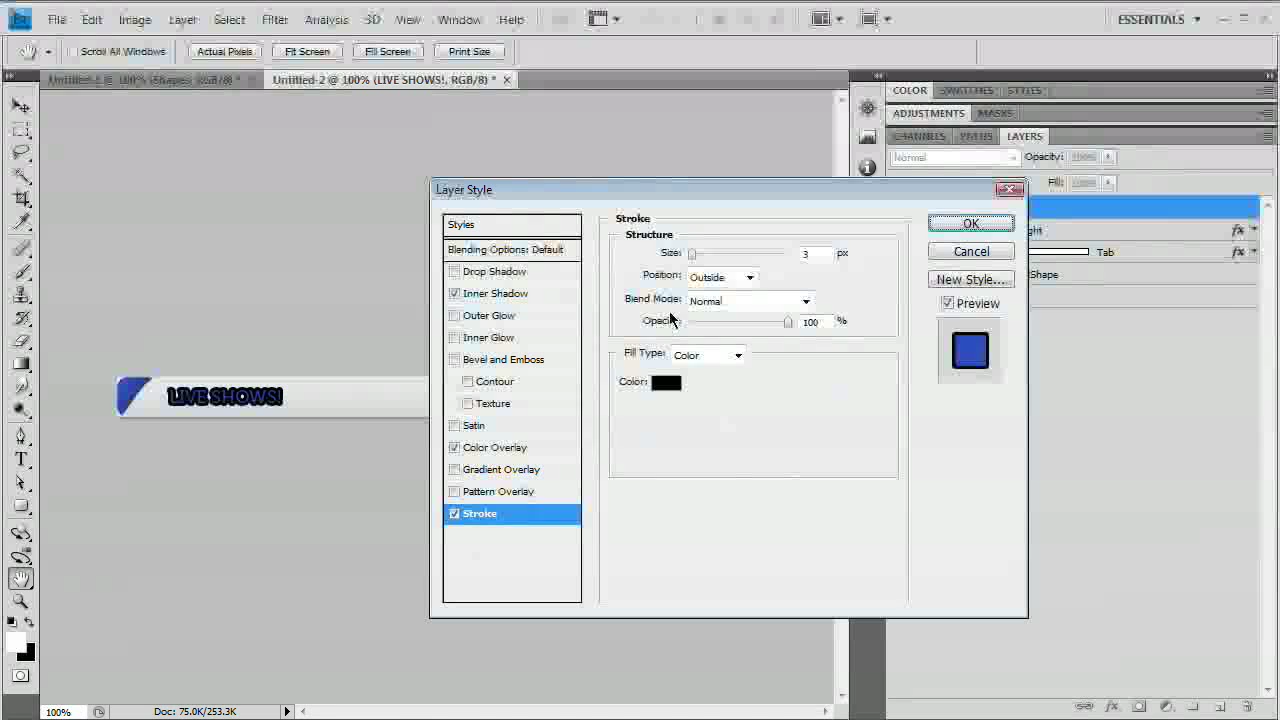 Br File Edit Image Layer Select Filter Analysis 3D View Window Help ESSENTIALS
Scroll All Windows Actual Pixels Fit Screen Fill Screen Print Size
Untitled-1 @ 100% (Shapes, RGB/8) * Untitled-2 @ 100% (LIVE SHOWS!, RGB/8) *
COLOR SWATCHES STYLES
ADJUSTMENTS MASKS
CHANNELS PATHS LAYERS
Normal Opacity: 100%
Fill: 100%
Layer Style
Styles
Blending Options: Default
Drop Shadow
Inner Shadow
Outer Glow
Inner Glow
Bevel and Emboss
Contour
Texture
Satin
Color Overlay
Gradient Overlay
Pattern Overlay
Stroke
Stroke
Structure
Size: 3 px
Position: Outside
Blend Mode: Normal
Opacity: 100 %
Fill Type: Color
Color:
OK
Cancel
New Style...
Preview
ight fx
Tab fx
Shape
LIVE SHOWS!
T
100% Doc: 75.0K/253.3K
fx